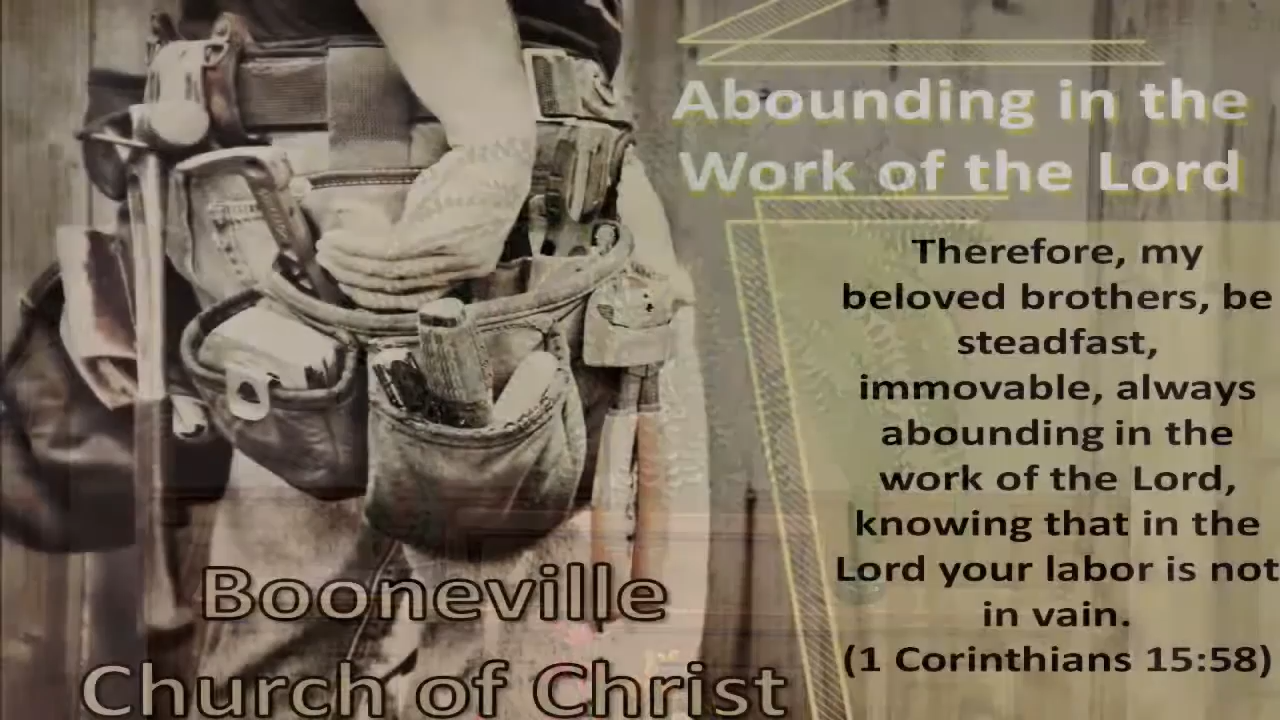 Abounding in the
Work of the Lord
Therefore, my
beloved brothers, be
steadfast,
immovable, always
abounding in the
work of the Lord,
knowing that in the
Lord your labor is not
in vain.
(1 Corinthians 15:58)
Booneville
Church of Christ